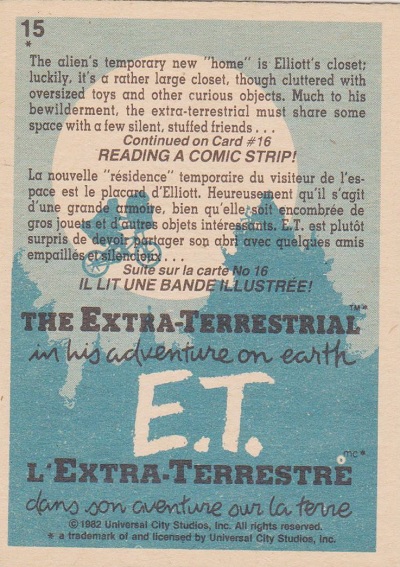 15
*
The alien's temporary new "home" is Elliott's closet;
luckily, it's a rather large closet, though cluttered with
oversized toys and other curious objects. Much to his
bewilderment, the extra-terrestrial must share some
space with a few silent, stuffed friends . . .
Continued on Card #16
READING A COMIC STRIP!
La nouvelle "résidence" temporaire du visiteur de l'es-
pace est le placard d'Elliott. Heureusement qu'il s'agit
d'une grande armoire, bien qu'elle soit encombrée de
gros jouets et d'autres objets intéressants. E.T. est plutôt
surpris de devoir partager son abri avec quelques amis
empaillés et silencieux . . .
Suite sur la carte No 16
IL LIT UNE BANDE ILLUSTRÉE!
THE EXTRA-TERRESTRIAL TM*
in his adventure on earth
E.T.
L'EXTRA-TERRESTRE mc*
dans son aventure sur la terre
© 1982 Universal City Studios, Inc. All rights reserved.
* a trademark of and licensed by Universal City Studios, Inc.